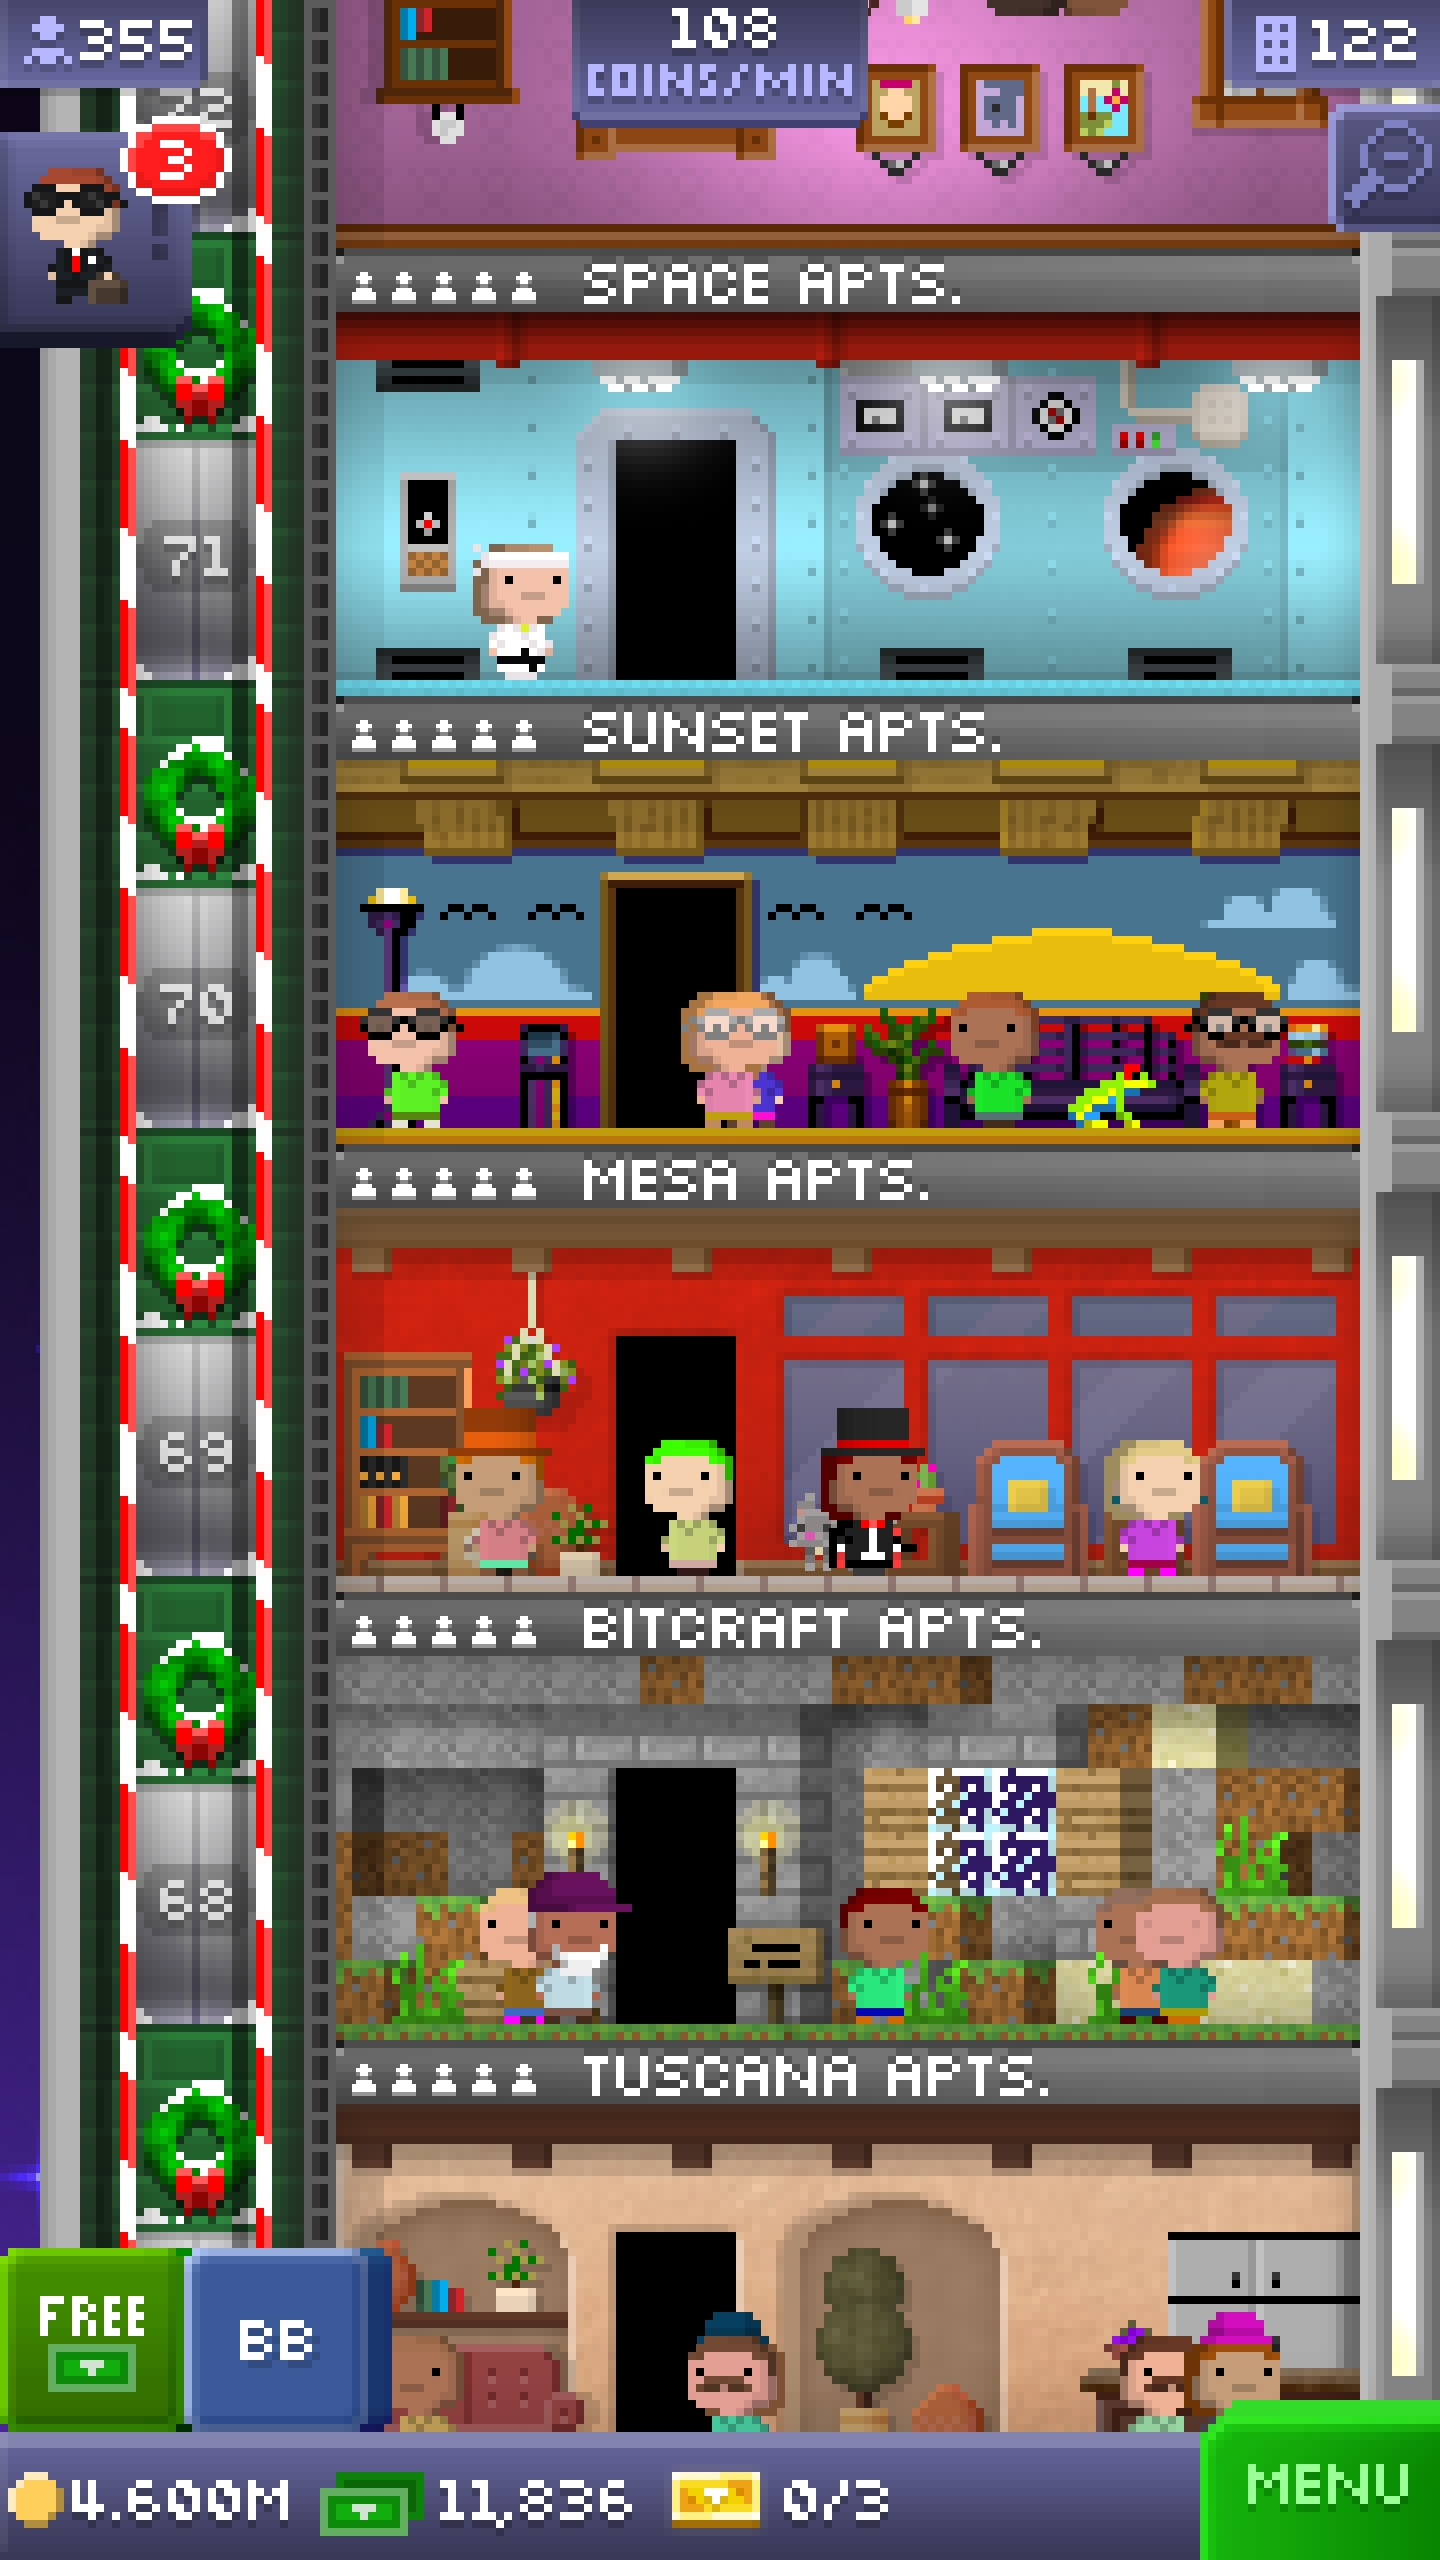 355
108
COINS/MIN
122
3
SPACE APTS.
71
SUNSET APTS.
70
MESA APTS.
69
BITCRAFT APTS.
68
TUSCANA APTS.
FREE
BB
4.600M
11,836
0/3
MENU